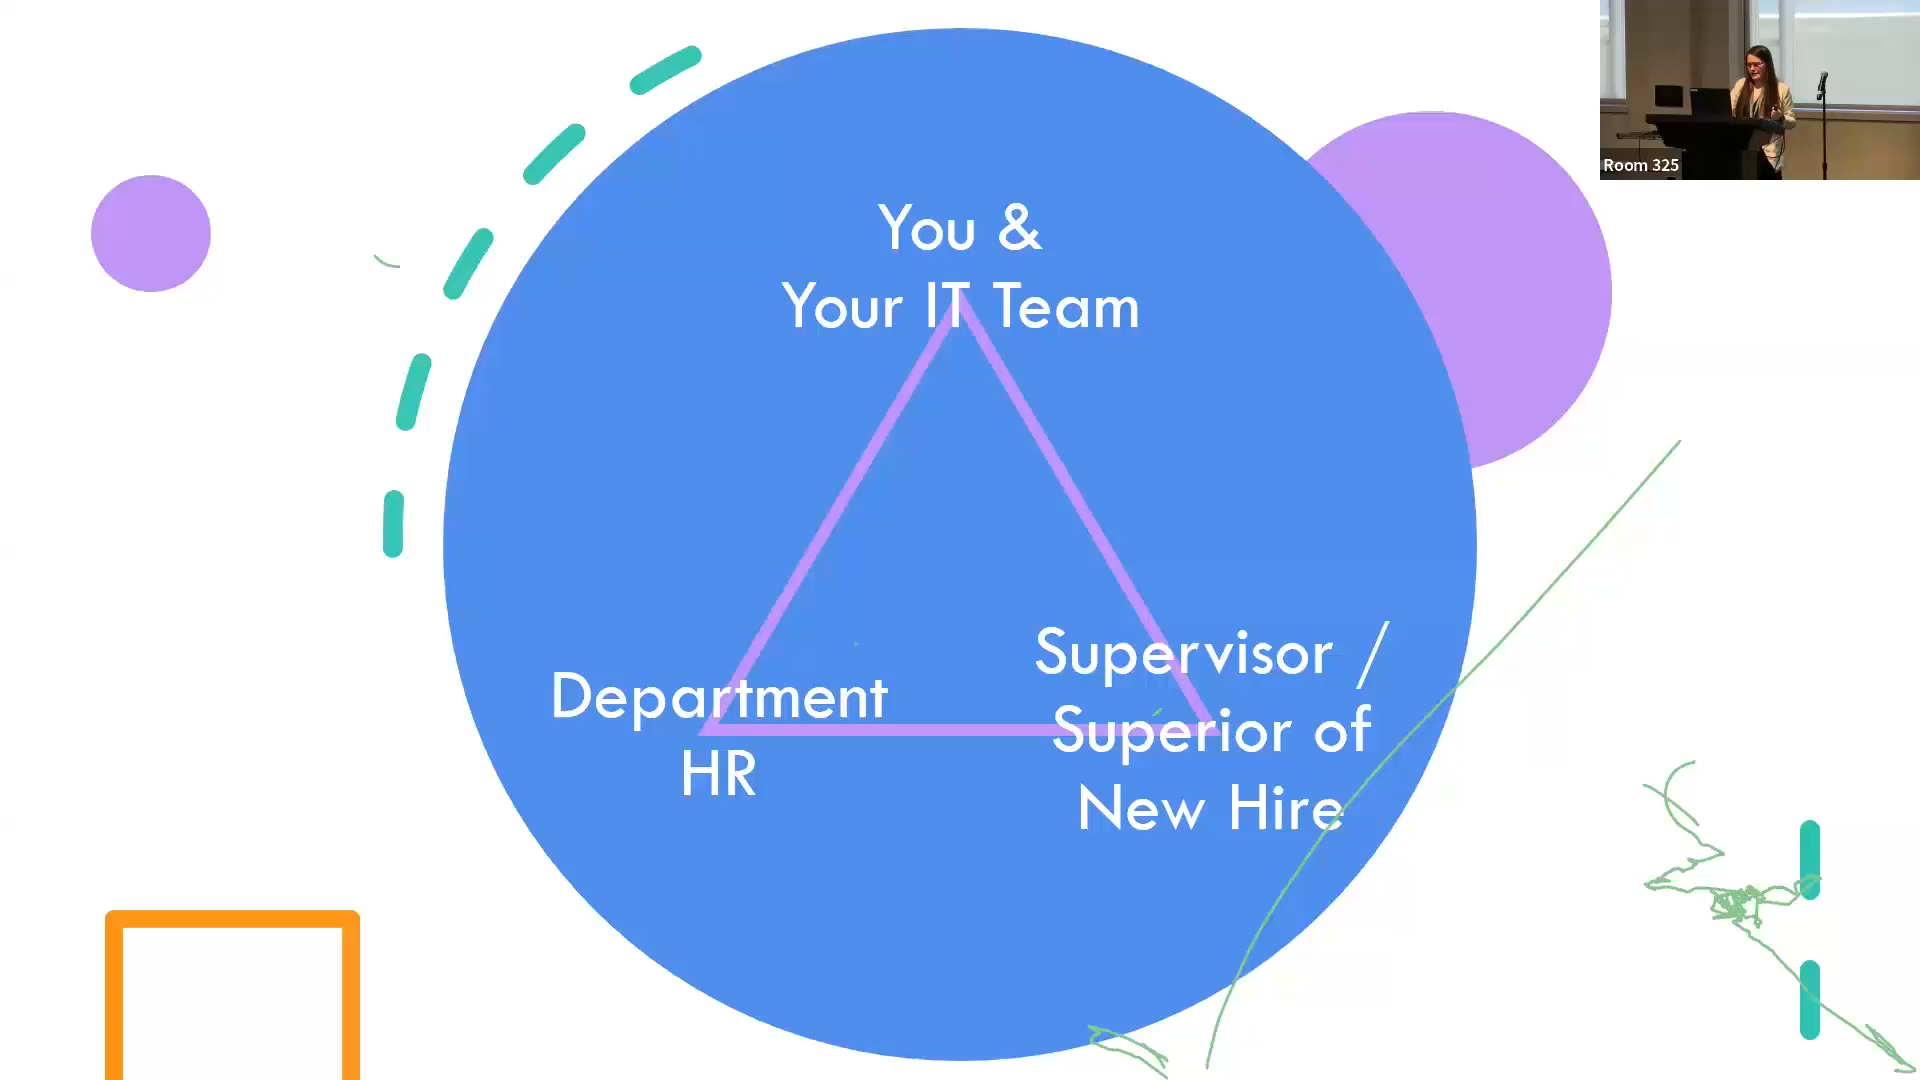 You &
Your IT Team
Department
HR
Supervisor /
Superior of
New Hire
Room 325